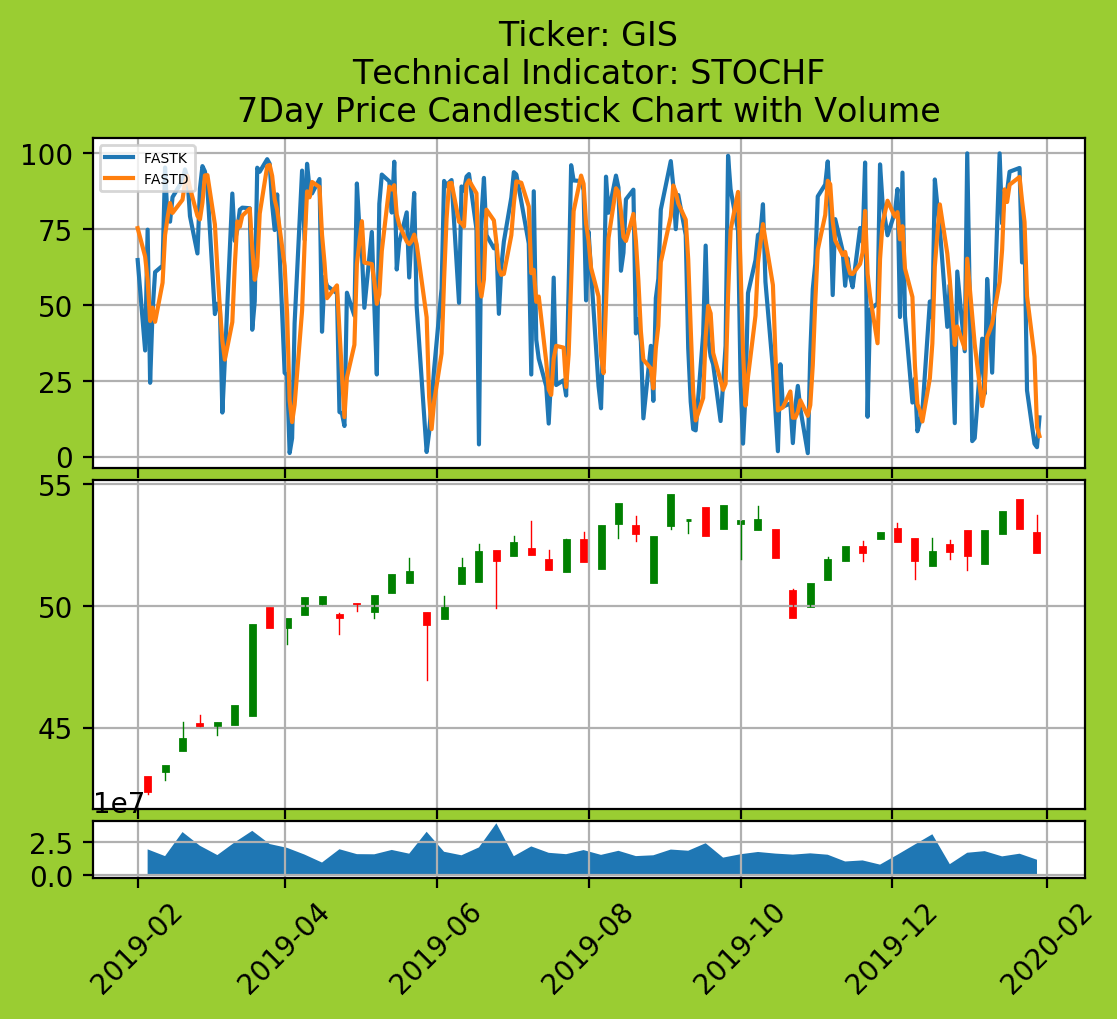 Ticker: GIS
Technical Indicator: STOCHF
7Day Price Candlestick Chart with Volume
100
75
50
25
0
FASTK
FASTD
55
50
45
1e7
2.5
0.0
2019-02
2019-04
2019-06
2019-08
2019-10
2019-12
2020-02